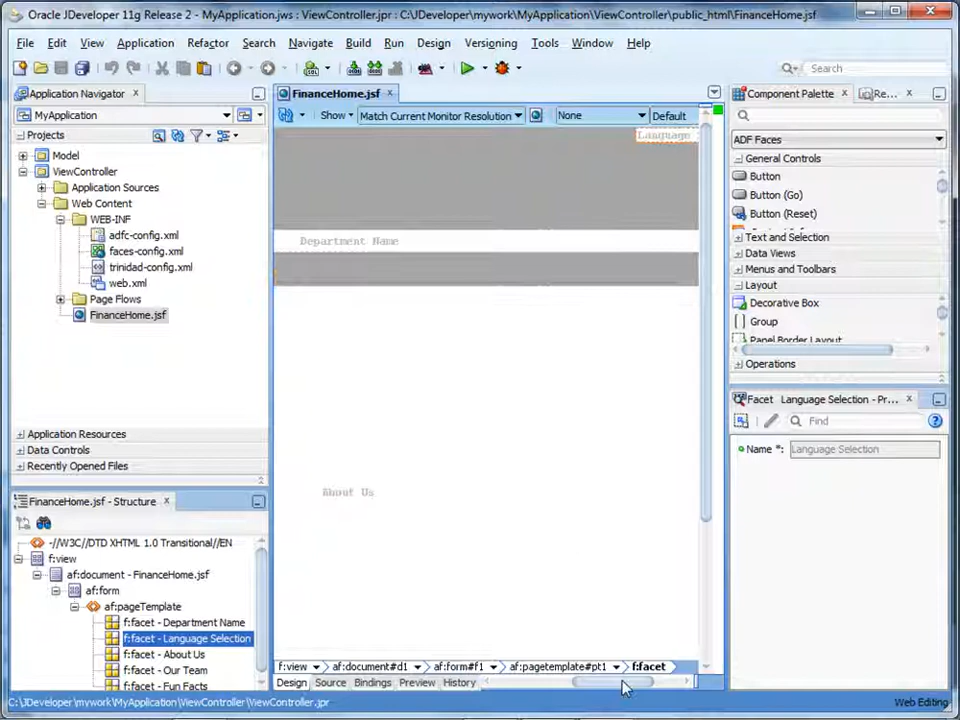 Oracle JDeveloper 11g Release 2 - MyApplication.jws : ViewController.jpr : C:\JDeveloper\mywork\MyApplication\ViewController\public_html\FinanceHome.jsf
File Edit View Application Refactor Search Navigate Build Run Design Versioning Tools Window Help
Search
Application Navigator
MyApplication
Projects
Model
ViewController
Application Sources
Web Content
WEB-INF
adfc-config.xml
faces-config.xml
trinidad-config.xml
web.xml
Page Flows
FinanceHome.jsf
Application Resources
Data Controls
Recently Opened Files
FinanceHome.jsf - Structure
-//W3C//DTD XHTML 1.0 Transitional//EN
f:view
af:document - FinanceHome.jsf
af:form
af:pageTemplate
f:facet - Department Name
f:facet - Language Selection
f:facet - About Us
f:facet - Our Team
f:facet - Fun Facts
FinanceHome.jsf
Show Match Current Monitor Resolution None Default
Language
Department Name
About Us
f:view af:document#d1 af:form#f1 af:pagetemplate#pt1 f:facet
Design Source Bindings Preview History
Component Palette Re...
ADF Faces
General Controls
Button
Button (Go)
Button (Reset)
Text and Selection
Data Views
Menus and Toolbars
Layout
Decorative Box
Group
Panel Border Layout
Operations
Facet Language Selection - Pr...
Find
Name *: Language Selection
C:\JDeveloper\mywork\MyApplication\ViewController\ViewController.jpr
Web Editing